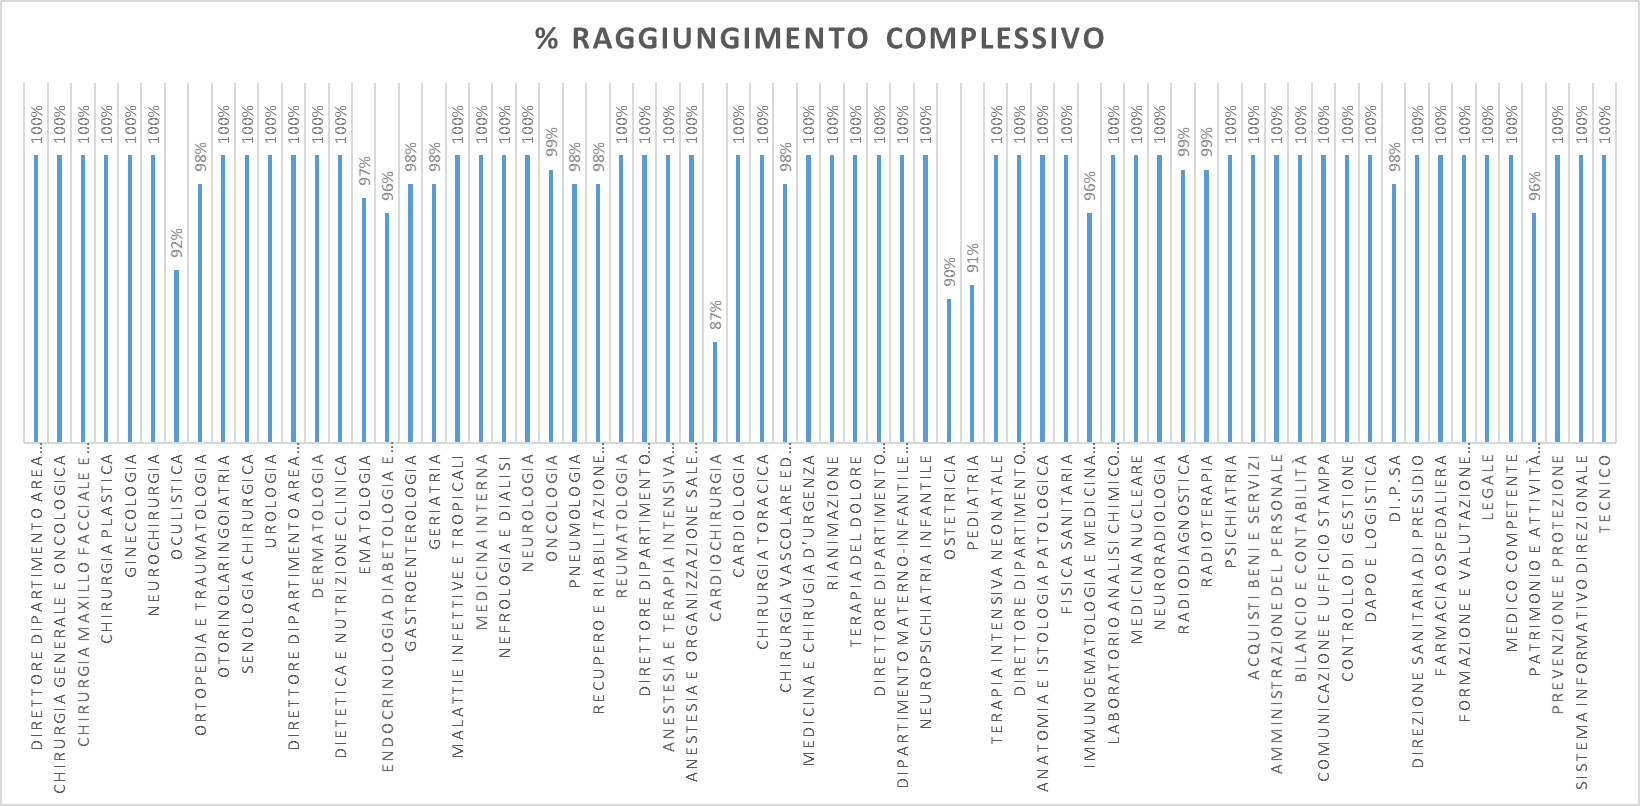 % RAGGIUNGIMENTO COMPLESSIVO
100%
100%
100%
100%
100%
100%
92%
98%
100%
100%
100%
100%
100%
100%
97%
96%
98%
98%
100%
100%
100%
100%
99%
98%
98%
100%
100%
100%
100%
87%
100%
100%
98%
100%
100%
100%
100%
100%
100%
90%
91%
100%
100%
100%
100%
96%
100%
100%
100%
99%
99%
100%
100%
100%
100%
100%
100%
100%
98%
100%
100%
100%
100%
100%
96%
100%
100%
100%
DIRETTORE DIPARTIMENTO AREA…
CHIRURGIA GENERALE E ONCOLOGICA
CHIRURGIA MAXILLO FACCIALE E…
CHIRURGIA PLASTICA
GINECOLOGIA
NEUROCHIRURGIA
OCULISTICA
ORTOPEDIA E TRAUMATOLOGIA
OTORINOLARINGOIATRIA
SENOLOGIA CHIRURGICA
UROLOGIA
DIRETTORE DIPARTIMENTO AREA…
DERMATOLOGIA
DIETETICA E NUTRIZIONE CLINICA
EMATOLOGIA
ENDOCRINOLOGIA DIABETOLOGIA E…
GASTROENTEROLOGIA
GERIATRIA
MALATTIE INFETTIVE E TROPICALI
MEDICINA INTERNA
NEFROLOGIA E DIALISI
NEUROLOGIA
ONCOLOGIA
PNEUMOLOGIA
RECUPERO E RIABILITAZIONE…
REUMATOLOGIA
DIRETTORE DIPARTIMENTO…
ANESTESIA E TERAPIA INTENSIVA…
ANESTESIA E ORGANIZZAZIONE SALE…
CARDIOCHIRURGIA
CARDIOLOGIA
CHIRURGIA TORACICA
CHIRURGIA VASCOLARE ED…
MEDICINA E CHIRUGIA D'URGENZA
RIANIMAZIONE
TERAPIA DEL DOLORE
DIRETTORE DIPARTIMENTO…
DIPARTIMENTO MATERNO-INFANTILE…
NEUROPSICHIATRIA INFANTILE
OSTETRICIA
PEDIATRIA
TERAPIA INTENSIVA NEONATALE
DIRETTORE DIPARTIMENTO…
ANATOMIA E ISTOLOGIA PATOLOGICA
FISICA SANITARIA
IMMUNOEMATOLOGIA E MEDICINA…
LABORATORIO ANALISI CHIMICO…
MEDICINA NUCLEARE
NEURORADIOLOGIA
RADIODIAGNOSTICA
RADIOTERAPIA
PSICHIATRIA
ACQUISTI BENI E SERVIZI
AMMINISTRAZIONE DEL PERSONALE
BILANCIO E CONTABILITÀ
COMUNICAZIONE E UFFICIO STAMPA
CONTROLLO DI GESTIONE
DAPO E LOGISTICA
DI.P.SA
DIREZIONE SANITARIA DI PRESIDIO
FARMACIA OSPEDALIERA
FORMAZIONE E VALUTAZIONE…
LEGALE
MEDICO COMPETENTE
PATRIMONIO E ATTIVITÀ…
PREVENZIONE E PROTEZIONE
SISTEMA INFORMATIVO DIREZIONALE
TECNICO